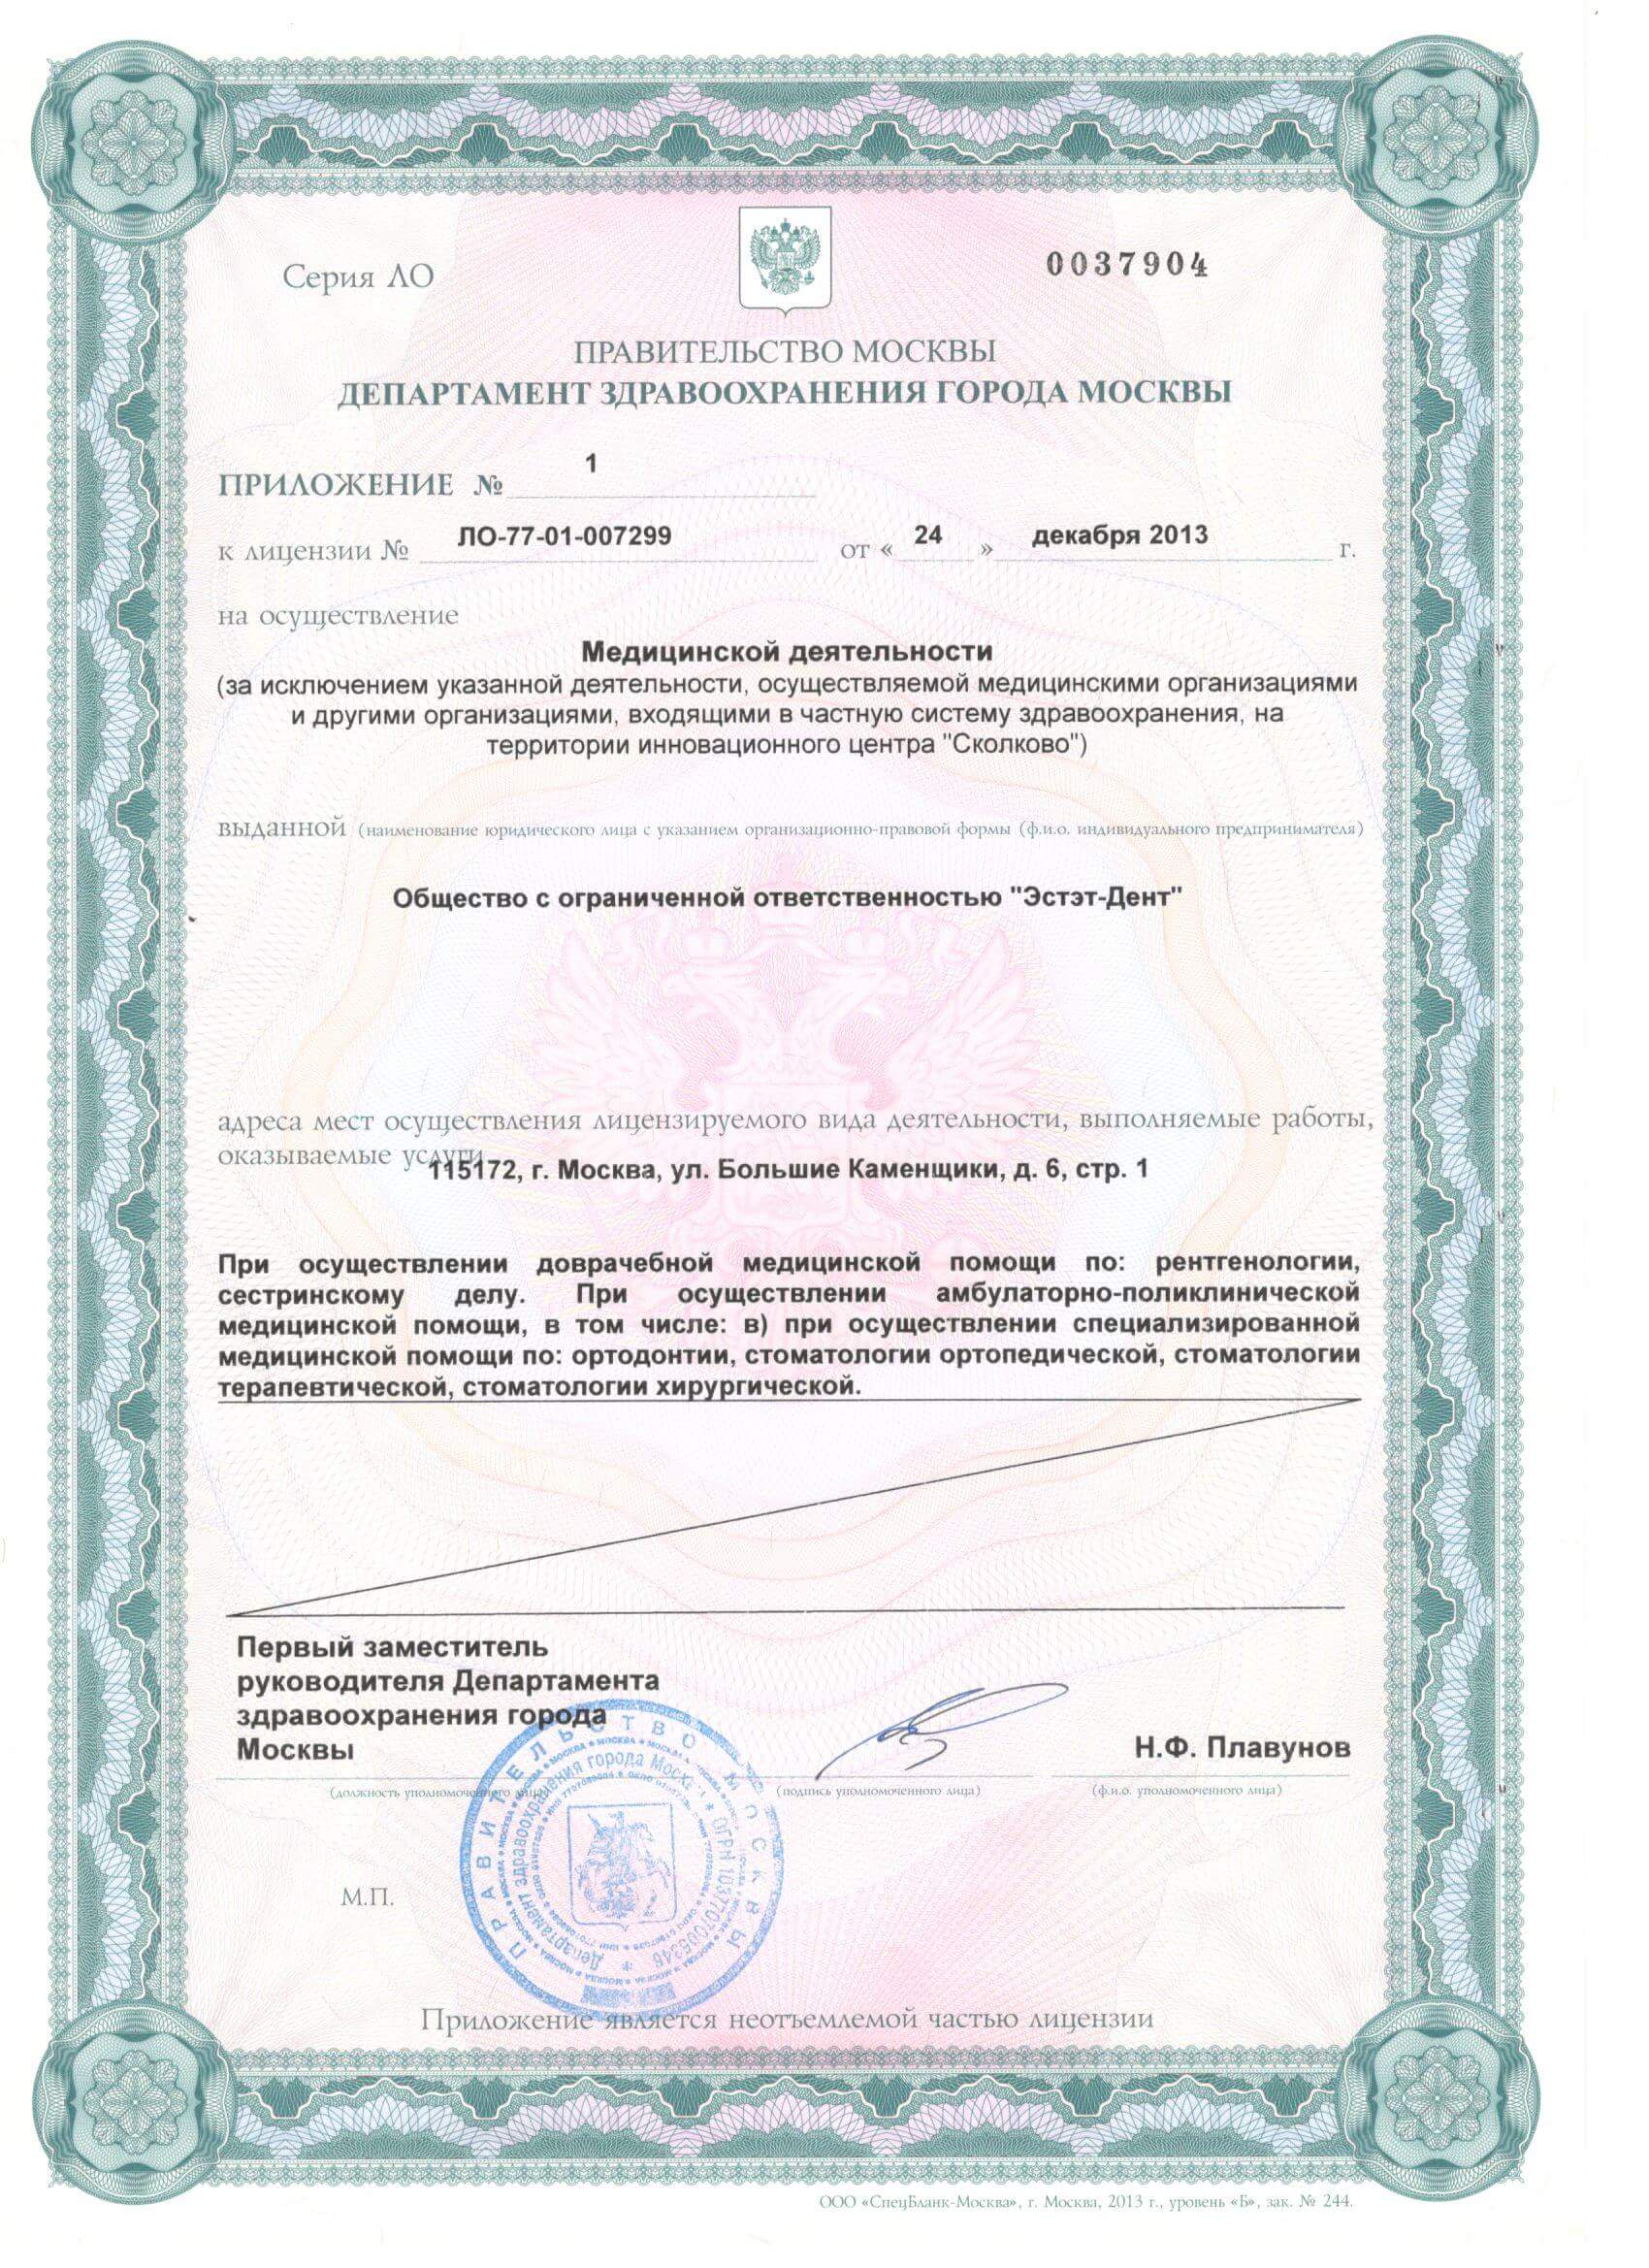 Серия ЛО
0037904
ПРАВИТЕЛЬСТВО МОСКВЫ
ДЕПАРТАМЕНТ ЗДРАВООХРАНЕНИЯ ГОРОДА МОСКВЫ
ПРИЛОЖЕНИЕ № 1
к лицензии № ЛО-77-01-007299 от « 24 » декабря 2013 г.
на осуществление
Медицинской деятельности
(за исключением указанной деятельности, осуществляемой медицинскими организациями
и другими организациями, входящими в частную систему здравоохранения, на
территории инновационного центра "Сколково")
выданной (наименование юридического лица с указанием организационно-правовой формы (ф.и.о. индивидуального предпринимателя)
Общество с ограниченной ответственностью "Эстэт-Дент"
адреса мест осуществления лицензируемого вида деятельности, выполняемые работы,
оказываемые услуги
115172, г. Москва, ул. Большие Каменщики, д. 6, стр. 1
При осуществлении доврачебной медицинской помощи по: рентгенологии,
сестринскому делу. При осуществлении амбулаторно-поликлинической
медицинской помощи, в том числе: в) при осуществлении специализированной
медицинской помощи по: ортодонтии, стоматологии ортопедической, стоматологии
терапевтической, стоматологии хирургической.
Первый заместитель
руководителя Департамента
здравоохранения города
Москвы
Н.Ф. Плавунов
(должность уполномоченного лица)
(подпись уполномоченного лица)
(ф.и.о. уполномоченного лица)
ПРАВИТЕЛЬСТВО МОСКВЫ
Департамент здравоохранения города Москвы * ОГРН 1037707005346 *
М.П.
Приложение является неотъемлемой частью лицензии
ООО «СпецБланк-Москва», г. Москва, 2013 г., уровень «Б», зак. № 244.